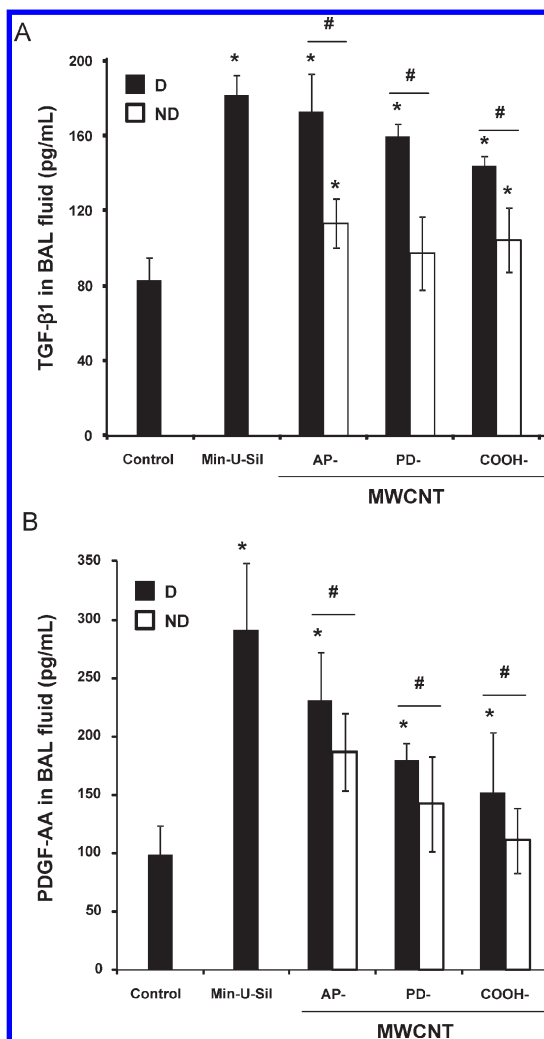 A
# # #
* * * *
* *
D
ND
200
160
120
80
40
0
TGF-β1 in BAL fluid (pg/mL)
Control Min-U-Sil AP- PD- COOH-
MWCNT
B
# # #
* * * *
D
ND
350
300
250
200
150
100
50
0
PDGF-AA in BAL fluid (pg/mL)
Control Min-U-Sil AP- PD- COOH-
MWCNT